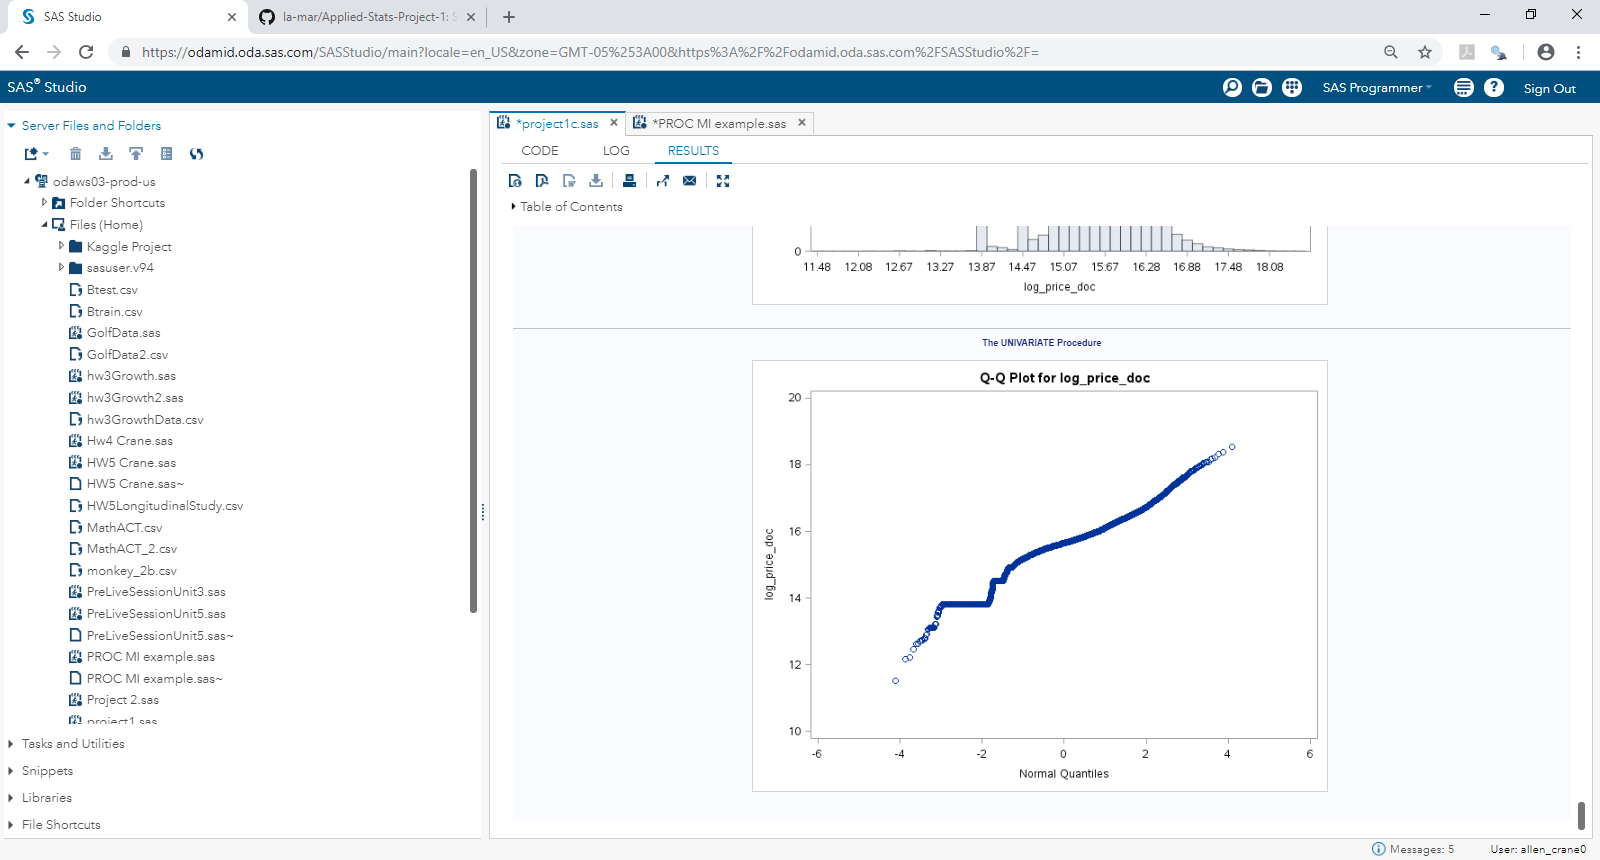 SAS Studio
la-mar/Applied-Stats-Project-1: S
https://odamid.oda.sas.com/SASStudio/main?locale=en_US&zone=GMT-05%253A00&https%3A%2F%2Fodamid.oda.sas.com%2FSASStudio%2F=
SAS® Studio
SAS Programmer
Sign Out
Server Files and Folders
odaws03-prod-us
Folder Shortcuts
Files (Home)
Kaggle Project
sasuser.v94
Btest.csv
Btrain.csv
GolfData.sas
GolfData2.csv
hw3Growth.sas
hw3Growth2.sas
hw3GrowthData.csv
Hw4 Crane.sas
HW5 Crane.sas
HW5 Crane.sas~
HW5LongitudinalStudy.csv
MathACT.csv
MathACT_2.csv
monkey_2b.csv
PreLiveSessionUnit3.sas
PreLiveSessionUnit5.sas
PreLiveSessionUnit5.sas~
PROC MI example.sas
PROC MI example.sas~
Project 2.sas
project1.sas
Tasks and Utilities
Snippets
Libraries
File Shortcuts
*project1c.sas
*PROC MI example.sas
CODE LOG RESULTS
Table of Contents
0
11.48 12.08 12.67 13.27 13.87 14.47 15.07 15.67 16.28 16.88 17.48 18.08
log_price_doc
The UNIVARIATE Procedure
Q-Q Plot for log_price_doc
20
18
16
14
12
10
log_price_doc
-6 -4 -2 0 2 4 6
Normal Quantiles
Messages: 5
User: allen_crane0